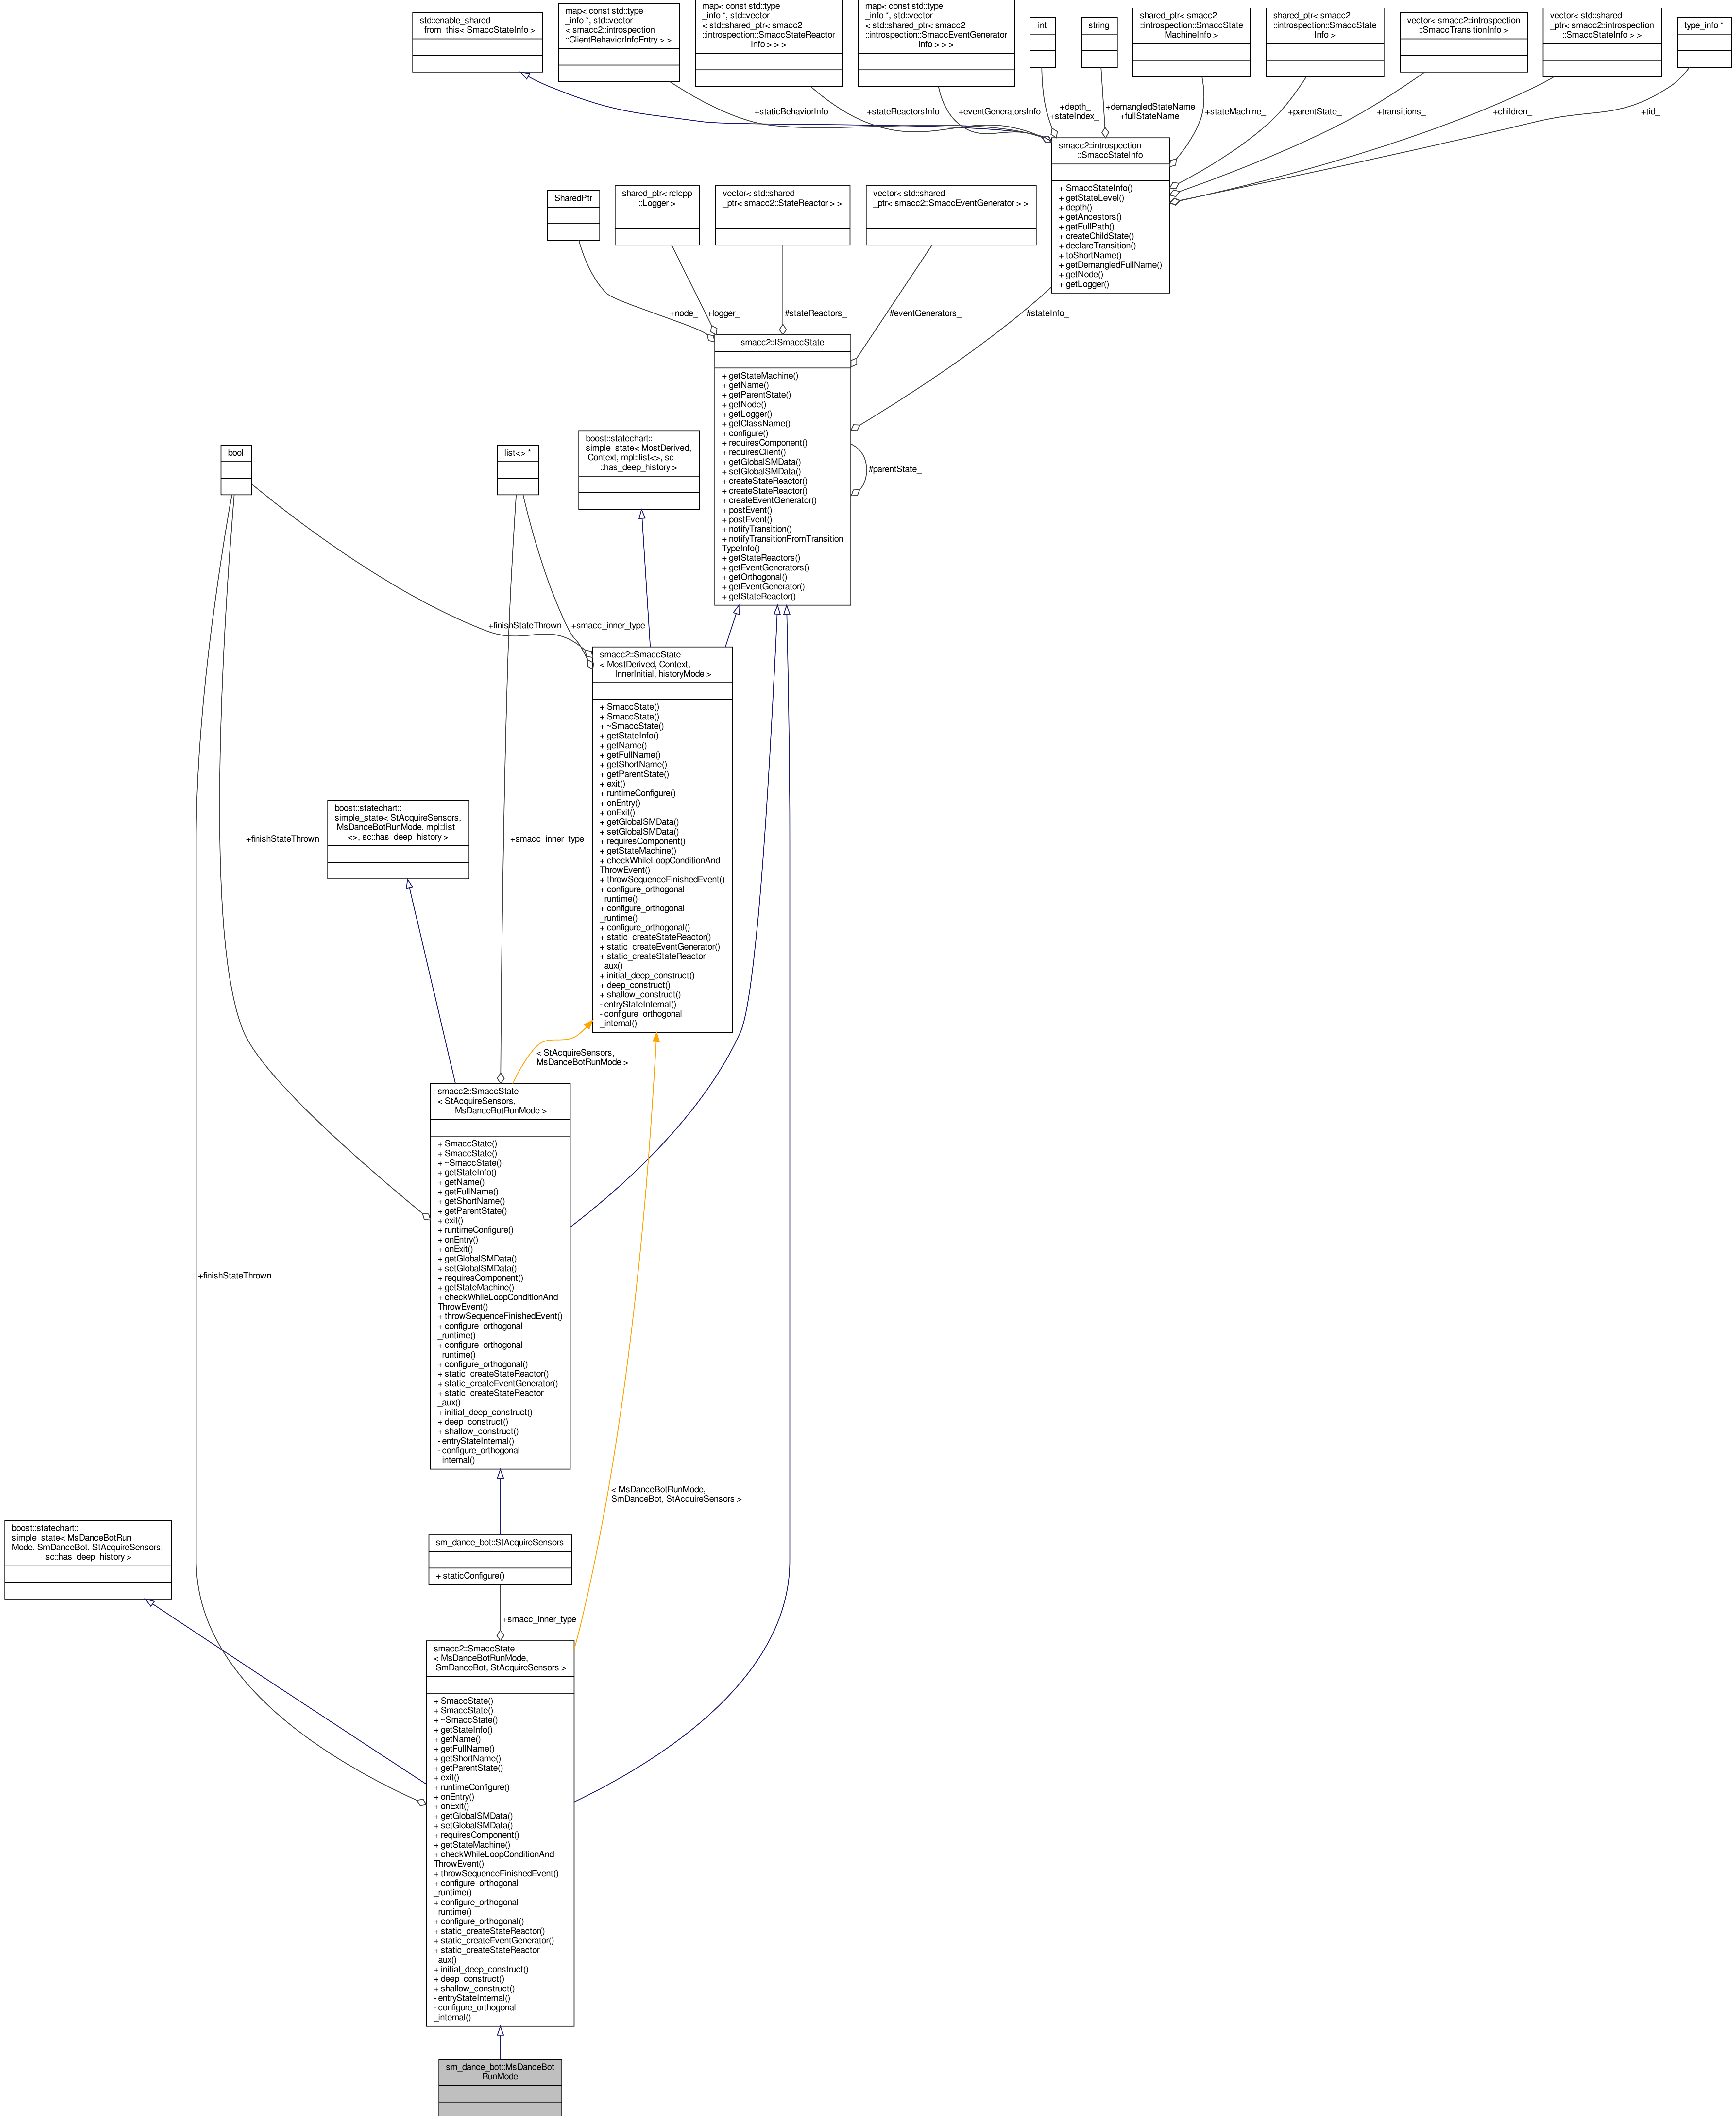 std::enable_shared
_from_this< SmaccStateInfo >
map< const std::type
_info *, std::vector
< smacc2::introspection
::ClientBehaviorInfoEntry > >
map< const std::type
_info *, std::vector
< std::shared_ptr< smacc2
::introspection::SmaccStateReactor
Info > > >
map< const std::type
_info *, std::vector
< std::shared_ptr< smacc2
::introspection::SmaccEventGenerator
Info > > >
int
string
shared_ptr< smacc2
::introspection::SmaccState
MachineInfo >
shared_ptr< smacc2
::introspection::SmaccState
Info >
vector< smacc2::introspection
::SmaccTransitionInfo >
vector< std::shared
_ptr< smacc2::introspection
::SmaccStateInfo > >
type_info *
+staticBehaviorInfo
+stateReactorsInfo
+eventGeneratorsInfo
+depth_
+stateIndex_
+demangledStateName
+fullStateName
+stateMachine_
+parentState_
+transitions_
+children_
+tid_
smacc2::introspection
::SmaccStateInfo
+ SmaccStateInfo()
+ getStateLevel()
+ depth()
+ getAncestors()
+ getFullPath()
+ createChildState()
+ declareTransition()
+ toShortName()
+ getDemangledFullName()
+ getNode()
+ getLogger()
SharedPtr
shared_ptr< rclcpp
::Logger >
vector< std::shared
_ptr< smacc2::StateReactor > >
vector< std::shared
_ptr< smacc2::SmaccEventGenerator > >
+node_
+logger_
#stateReactors_
#eventGenerators_
#stateInfo_
smacc2::ISmaccState
+ getStateMachine()
+ getName()
+ getParentState()
+ getNode()
+ getLogger()
+ getClassName()
+ configure()
+ requiresComponent()
+ requiresClient()
+ getGlobalSMData()
+ setGlobalSMData()
+ createStateReactor()
+ createStateReactor()
+ createEventGenerator()
+ postEvent()
+ postEvent()
+ notifyTransition()
+ notifyTransitionFromTransition
TypeInfo()
+ getStateReactors()
+ getEventGenerators()
+ getOrthogonal()
+ getEventGenerator()
+ getStateReactor()
#parentState_
bool
list<> *
boost::statechart::
simple_state< MostDerived,
Context, mpl::list<>, sc
::has_deep_history >
+finishStateThrown
+smacc_inner_type
smacc2::SmaccState
< MostDerived, Context,
InnerInitial, historyMode >
+ SmaccState()
+ SmaccState()
+ ~SmaccState()
+ getStateInfo()
+ getName()
+ getFullName()
+ getShortName()
+ getParentState()
+ exit()
+ runtimeConfigure()
+ onEntry()
+ onExit()
+ getGlobalSMData()
+ setGlobalSMData()
+ requiresComponent()
+ getStateMachine()
+ checkWhileLoopConditionAnd
ThrowEvent()
+ throwSequenceFinishedEvent()
+ configure_orthogonal
_runtime()
+ configure_orthogonal
_runtime()
+ configure_orthogonal()
+ static_createStateReactor()
+ static_createEventGenerator()
+ static_createStateReactor
_aux()
+ initial_deep_construct()
+ deep_construct()
+ shallow_construct()
- entryStateInternal()
- configure_orthogonal
_internal()
boost::statechart::
simple_state< StAcquireSensors,
MsDanceBotRunMode, mpl::list
<>, sc::has_deep_history >
+finishStateThrown
+smacc_inner_type
< StAcquireSensors,
MsDanceBotRunMode >
smacc2::SmaccState
< StAcquireSensors,
MsDanceBotRunMode >
+ SmaccState()
+ SmaccState()
+ ~SmaccState()
+ getStateInfo()
+ getName()
+ getFullName()
+ getShortName()
+ getParentState()
+ exit()
+ runtimeConfigure()
+ onEntry()
+ onExit()
+ getGlobalSMData()
+ setGlobalSMData()
+ requiresComponent()
+ getStateMachine()
+ checkWhileLoopConditionAnd
ThrowEvent()
+ throwSequenceFinishedEvent()
+ configure_orthogonal
_runtime()
+ configure_orthogonal
_runtime()
+ configure_orthogonal()
+ static_createStateReactor()
+ static_createEventGenerator()
+ static_createStateReactor
_aux()
+ initial_deep_construct()
+ deep_construct()
+ shallow_construct()
- entryStateInternal()
- configure_orthogonal
_internal()
+finishStateThrown
< MsDanceBotRunMode,
SmDanceBot, StAcquireSensors >
boost::statechart::
simple_state< MsDanceBotRun
Mode, SmDanceBot, StAcquireSensors,
sc::has_deep_history >
sm_dance_bot::StAcquireSensors
+ staticConfigure()
+smacc_inner_type
smacc2::SmaccState
< MsDanceBotRunMode,
SmDanceBot, StAcquireSensors >
+ SmaccState()
+ SmaccState()
+ ~SmaccState()
+ getStateInfo()
+ getName()
+ getFullName()
+ getShortName()
+ getParentState()
+ exit()
+ runtimeConfigure()
+ onEntry()
+ onExit()
+ getGlobalSMData()
+ setGlobalSMData()
+ requiresComponent()
+ getStateMachine()
+ checkWhileLoopConditionAnd
ThrowEvent()
+ throwSequenceFinishedEvent()
+ configure_orthogonal
_runtime()
+ configure_orthogonal
_runtime()
+ configure_orthogonal()
+ static_createStateReactor()
+ static_createEventGenerator()
+ static_createStateReactor
_aux()
+ initial_deep_construct()
+ deep_construct()
+ shallow_construct()
- entryStateInternal()
- configure_orthogonal
_internal()
sm_dance_bot::MsDanceBot
RunMode